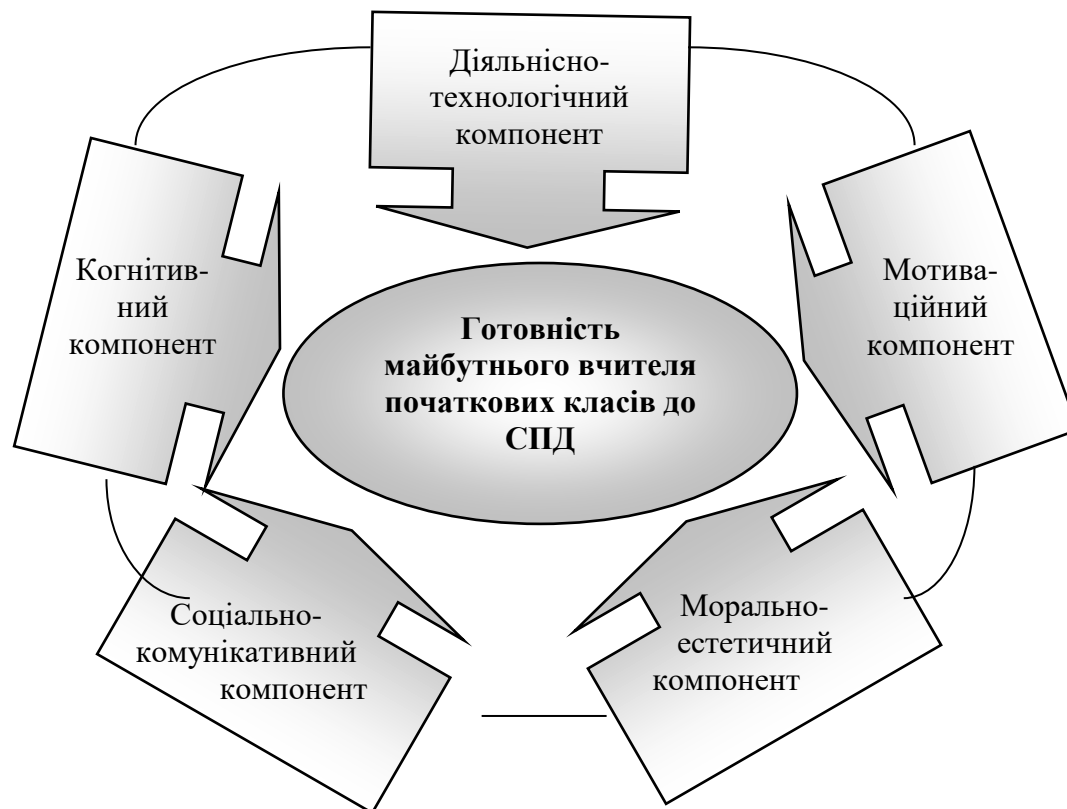 Діяльнісно-
технологічний
компонент
Когнітив-
ний
компонент
Готовність
майбутнього вчителя
початкових класів до
СПД
Мотива-
ційний
компонент
Соціально-
комунікативний
компонент
Морально-
естетичний
компонент